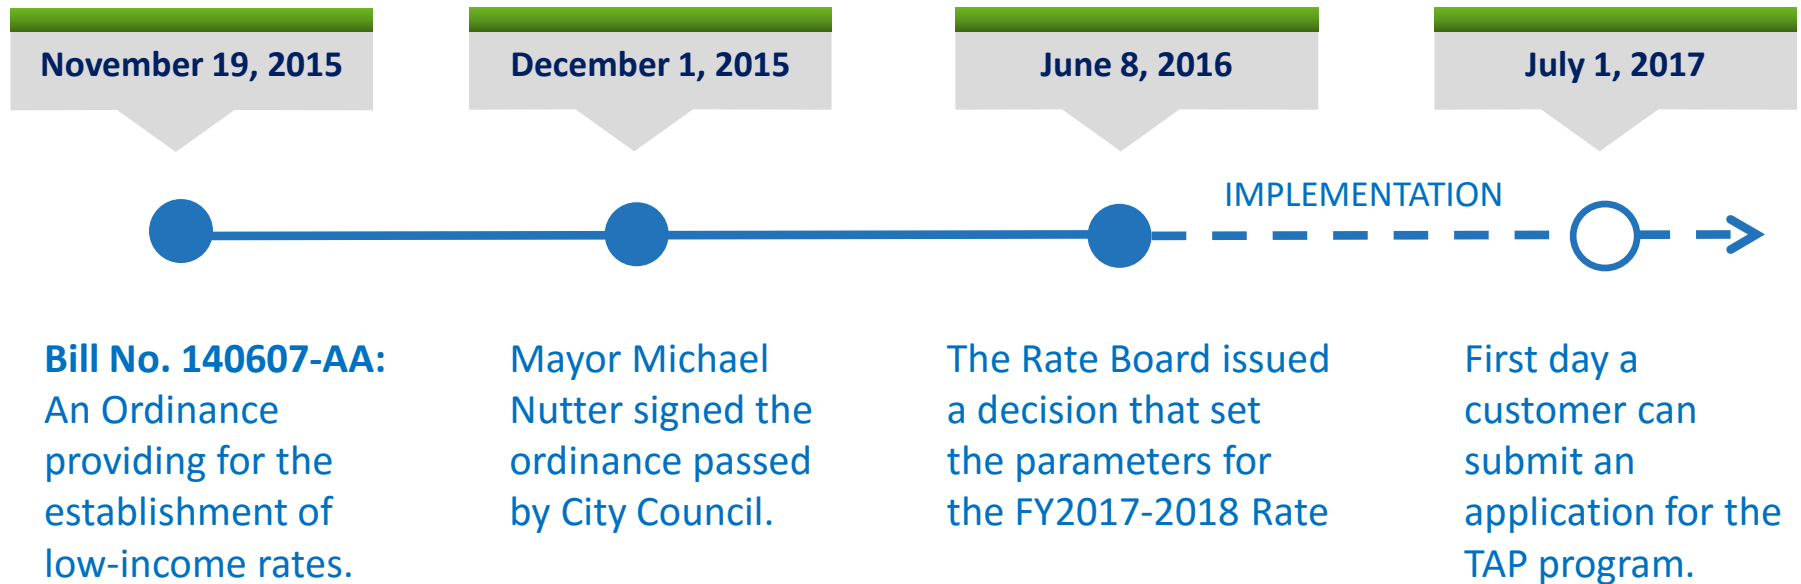 November 19, 2015
December 1, 2015
June 8, 2016
July 1, 2017
IMPLEMENTATION
Bill No. 140607-AA:
An Ordinance
providing for the
establishment of
low-income rates.
Mayor Michael
Nutter signed the
ordinance passed
by City Council.
The Rate Board issued
a decision that set
the parameters for
the FY2017-2018 Rate
First day a
customer can
submit an
application for the
TAP program.